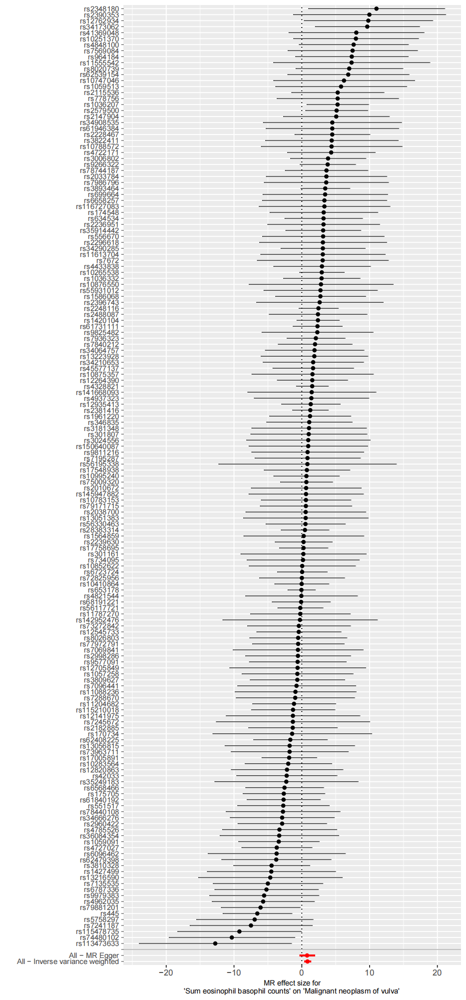 rs2348180
rs2390353
rs12762934
rs34173062
rs41369048
rs10251370
rs4848100
rs7569084
rs964184
rs11555542
rs8020739
rs62539154
rs10747046
rs1059513
rs2115536
rs778756
rs1036207
rs2579500
rs2147904
rs34908535
rs61946384
rs2228467
rs3822411
rs10788572
rs4722171
rs3006802
rs9266322
rs78744187
rs2033784
rs7986796
rs3893464
rs699664
rs6658257
rs116727083
rs174548
rs634534
rs2236951
rs35914442
rs556670
rs2296618
rs34290285
rs11613704
rs7672
rs4433838
rs10265538
rs1036332
rs10876550
rs55931012
rs1586068
rs2396743
rs2248116
rs2488087
rs1420104
rs61731111
rs9825482
rs7936323
rs7840212
rs34064757
rs13223928
rs34210653
rs45577137
rs10875357
rs12264390
rs4328821
rs141668093
rs4937323
rs12935413
rs2381416
rs1961220
rs346835
rs3181348
rs301807
rs3024556
rs150640087
rs9811216
rs7195287
rs56195338
rs17548938
rs10995240
rs75009320
rs2010672
rs145947882
rs10783153
rs79171715
rs2038700
rs13051383
rs56330463
rs28383314
rs1564859
rs2239630
rs17758695
rs301161
rs734095
rs10852622
rs6723724
rs72825956
rs10410864
rs653178
rs4821544
rs68191221
rs56117721
rs11787270
rs142952476
rs73272842
rs12545733
rs8026803
rs77972791
rs7069841
rs2998286
rs9577091
rs12705849
rs1057258
rs3809627
rs7096441
rs11088236
rs7288670
rs11204682
rs115210018
rs12141975
rs7245672
rs2182885
rs170734
rs62408225
rs13056815
rs73963711
rs17005891
rs10283564
rs12820863
rs42033
rs35249183
rs6568466
rs175705
rs61840192
rs551517
rs78440108
rs34666276
rs2960422
rs4785526
rs36084354
rs1059091
rs4727027
rs6096462
rs62479398
rs3810328
rs1427499
rs13216590
rs7135535
rs6787336
rs9979383
rs4962035
rs79881201
rs445
rs5758297
rs7241187
rs115478735
rs74480102
rs113473633
All − MR Egger
All − Inverse variance weighted
−20 −10 0 10 20
MR effect size for
'Sum eosinophil basophil counts' on 'Malignant neoplasm of vulva'